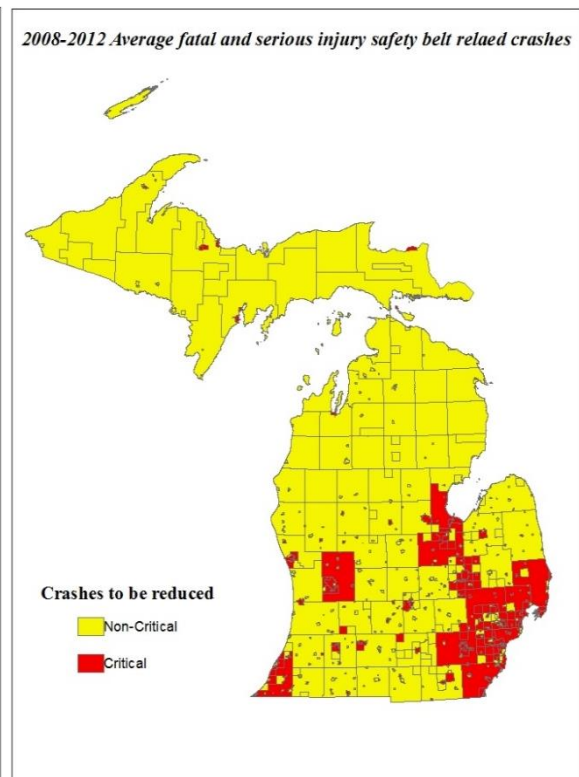 2008-2012 Average fatal and serious injury safety belt relaed crashes
Crashes to be reduced
Non-Critical
Critical